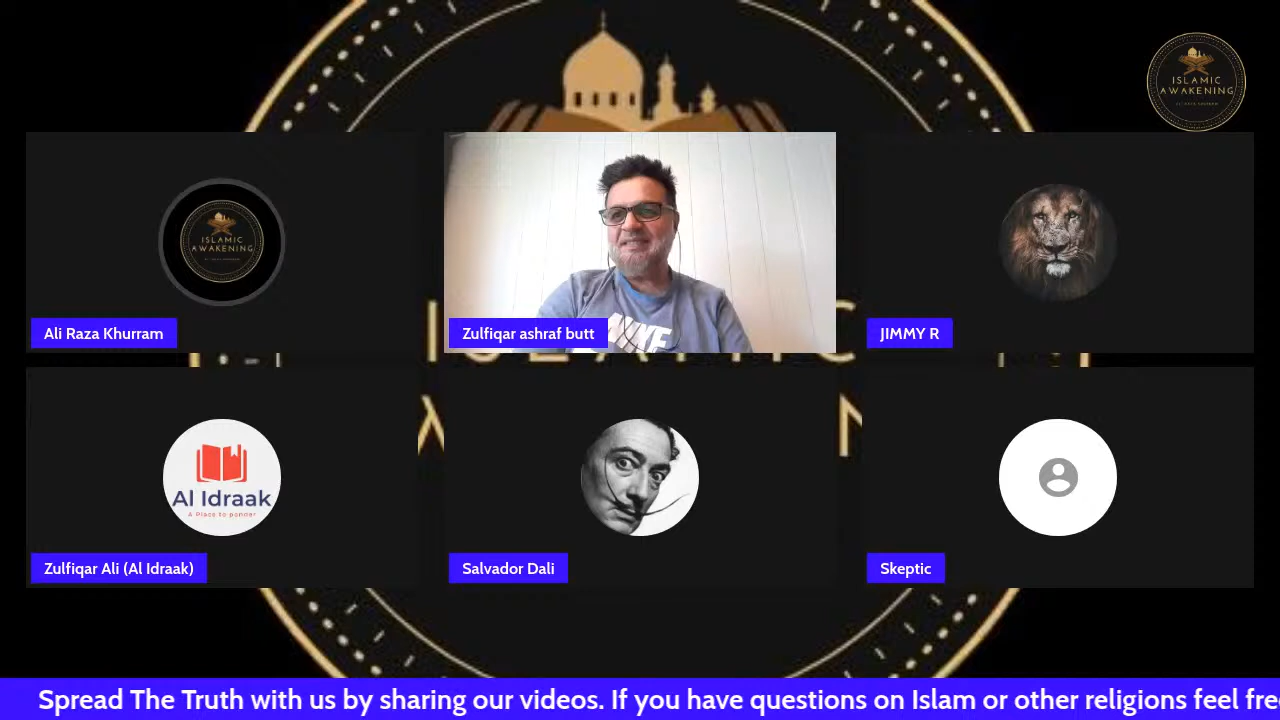 ISLAMIC
AWAKENING
ISLAMIC
AWAKENING
Ali Raza Khurram
Zulfiqar ashraf butt
JIMMY R
Al Idraak
A Place to ponder
Zulfiqar Ali (Al Idraak)
Salvador Dali
Skeptic
Spread The Truth with us by sharing our videos. If you have questions on Islam or other religions feel fre